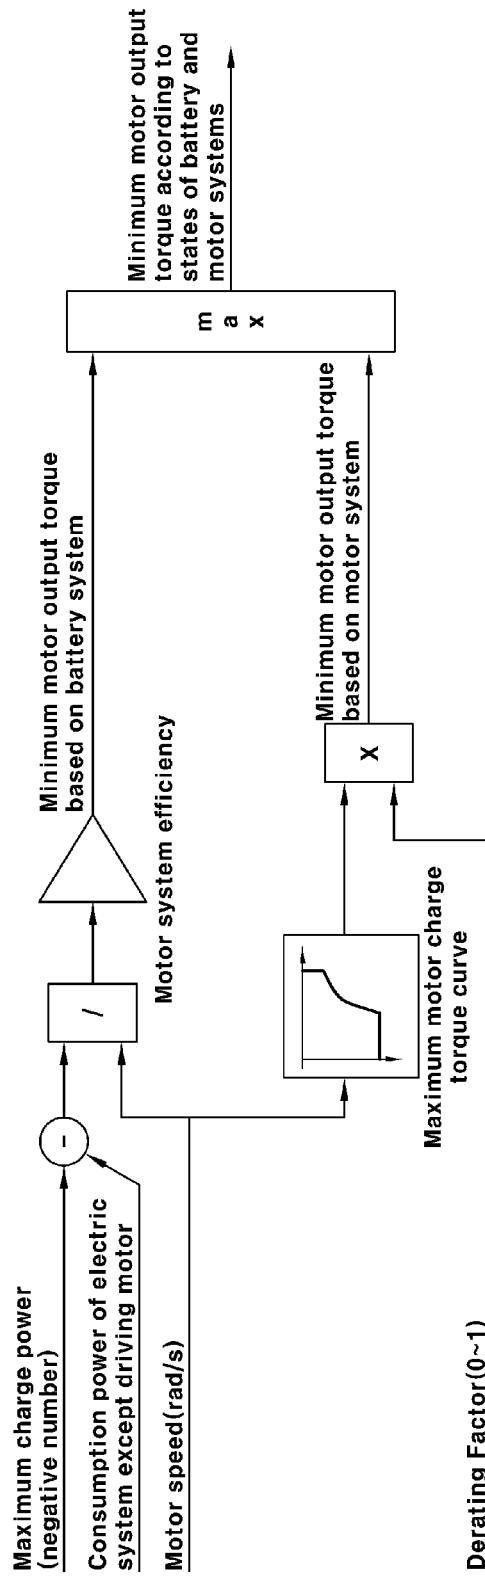 Maximum charge power
(negative number)
Consumption power of electric
system except driving motor
Motor speed(rad/s)
Derating Factor(0~1)
-
/
Motor system efficiency
Maximum motor charge
torque curve
X
Minimum motor output torque
based on battery system
Minimum motor output torque
based on motor system
m
a
x
Minimum motor output
torque according to
states of battery and
motor systems